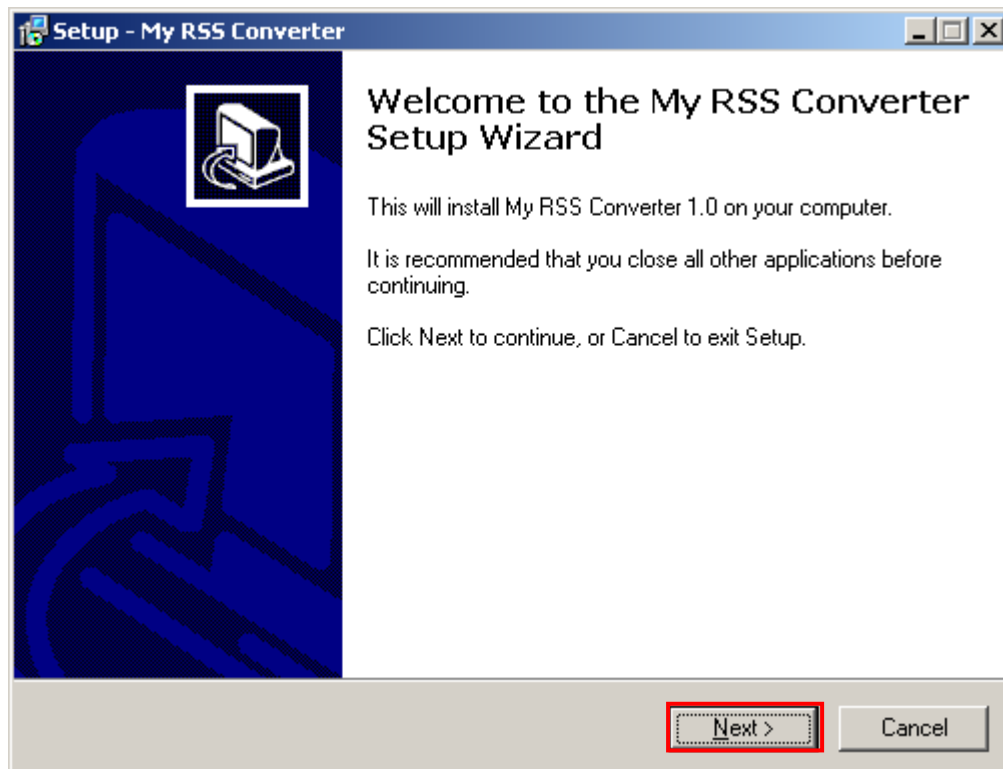 Setup - My RSS Converter
Welcome to the My RSS Converter
Setup Wizard
This will install My RSS Converter 1.0 on your computer.
It is recommended that you close all other applications before
continuing.
Click Next to continue, or Cancel to exit Setup.
Next >
Cancel